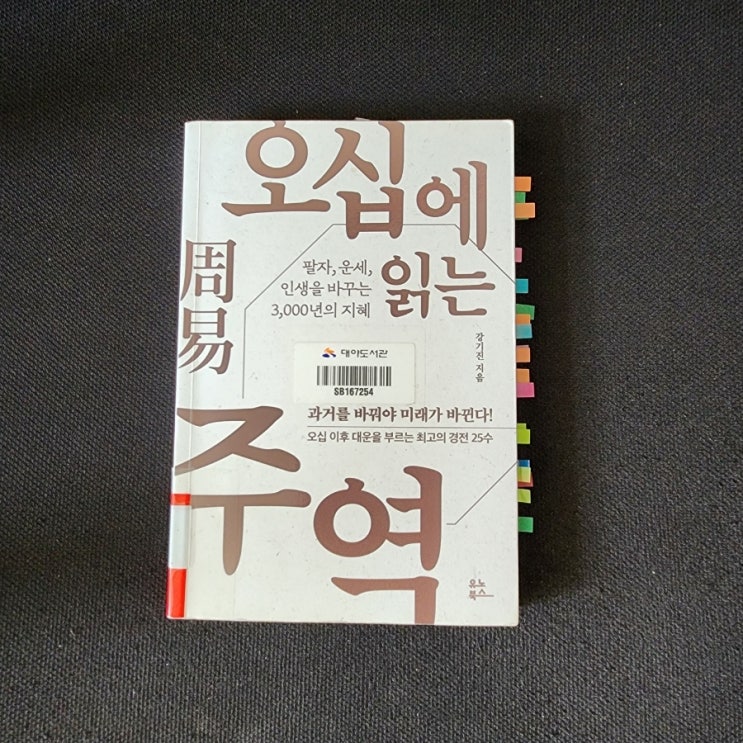 오십에
읽는
周易
팔자, 운세,
인생을 바꾸는
3,000년의 지혜
강기진 지음
대야도서관
SB167254
과거를 바꿔야 미래가 바뀐다!
오십 이후 대운을 부르는 최고의 경전 25수
주역
유노
북스